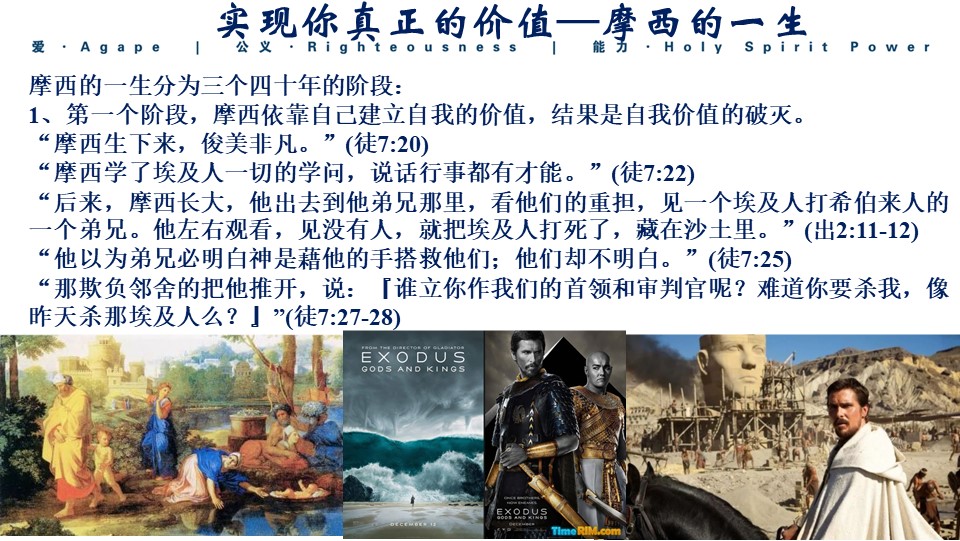 实现你真正的价值—摩西的一生
爱 · Agape | 公义 · Righteousness | 能力 · Holy Spirit Power
摩西的一生分为三个四十年的阶段：
1、第一个阶段，摩西依靠自己建立自我的价值，结果是自我价值的破灭。
“摩西生下来，俊美非凡。”(徒7:20)
“摩西学了埃及人一切的学问，说话行事都有才能。”(徒7:22)
“后来，摩西长大，他出去到他弟兄那里，看他们的重担，见一个埃及人打希伯来人的
一个弟兄。他左右观看，见没有人，就把埃及人打死了，藏在沙土里。”(出2:11-12)
“他以为弟兄必明白神是藉他的手搭救他们；他们却不明白。”(徒7:25)
“那欺负邻舍的把他推开，说：『谁立你作我们的首领和审判官呢？难道你要杀我，像
昨天杀那埃及人么？』”(徒7:27-28)
FROM THE DIRECTOR OF GLADIATOR
EXODUS
GODS AND KINGS
DECEMBER 12
ONCE BROTHERS,
NOW ENEMIES.
EXODUS
GODS AND KINGS
DECEMBER
TimeRIM.com